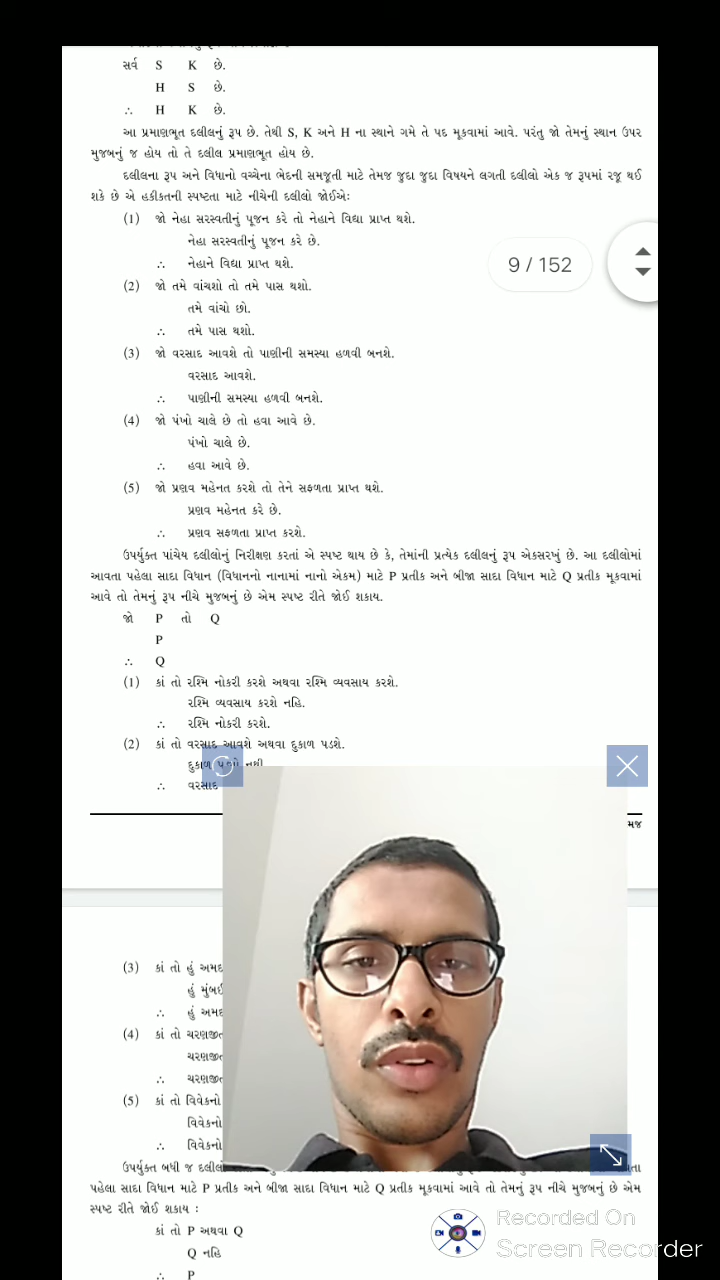 સર્વ S K છે.
H S છે.
∴ H K છે.
આ પ્રમાણભૂત દલીલનું રૂપ છે. તેથી S, K અને H ના સ્થાને ગમે તે પદ મૂકવામાં આવે. પરંતુ જો તેમનું સ્થાન ઉપર
મુજબનું જ હોય તો તે દલીલ પ્રમાણભૂત હોય છે.
દલીલના રૂપ અને વિધાનો વચ્ચેના ભેદની સમજૂતી માટે તેમજ જુદા જુદા વિષયને લગતી દલીલો એક જ રૂપમાં રજૂ થઈ
શકે છે એ હકીકતની સ્પષ્ટતા માટે નીચેની દલીલો જોઈએઃ
(1) જો નેહા સરસ્વતીનું પૂજન કરે તો નેહાને વિદ્યા પ્રાપ્ત થશે.
નેહા સરસ્વતીનું પૂજન કરે છે.
∴ નેહાને વિદ્યા પ્રાપ્ત થશે.
9 / 152
(2) જો તમે વાંચશો તો તમે પાસ થશો.
તમે વાંચો છો.
∴ તમે પાસ થશો.
(3) જો વરસાદ આવશે તો પાણીની સમસ્યા હળવી બનશે.
વરસાદ આવશે.
∴ પાણીની સમસ્યા હળવી બનશે.
(4) જો પંખો ચાલે છે તો હવા આવે છે.
પંખો ચાલે છે.
∴ હવા આવે છે.
(5) જો પ્રણવ મહેનત કરશે તો તેને સફળતા પ્રાપ્ત થશે.
પ્રણવ મહેનત કરે છે.
∴ પ્રણવ સફળતા પ્રાપ્ત કરશે.
ઉપર્યુક્ત પાંચેય દલીલોનું નિરીક્ષણ કરતાં એ સ્પષ્ટ થાય છે કે, તેમાંની પ્રત્યેક દલીલનું રૂપ એકસરખું છે. આ દલીલોમાં
આવતા પહેલા સાદા વિધાન (વિધાનનો નાનામાં નાનો એકમ) માટે P પ્રતીક અને બીજા સાદા વિધાન માટે Q પ્રતીક મૂકવામાં
આવે તો તેમનું રૂપ નીચે મુજબનું છે એમ સ્પષ્ટ રીતે જોઈ શકાય.
જો P તો Q
P
∴ Q
(1) કાં તો રશ્મિ નોકરી કરશે અથવા રશ્મિ વ્યવસાય કરશે.
રશ્મિ વ્યવસાય કરશે નહિ.
∴ રશ્મિ નોકરી કરશે.
(2) કાં તો વરસાદ આવશે અથવા દુકાળ પડશે.
દુકાળ નથી
∴ વરસાદ
(3) કાં તો હું
હું
∴ હું
(4) કાં તો
∴
(5) કાં તો વિવેકનો
વિવેકનો
∴ વિવેકનો
ઉપર્યુક્ત બધી જ
પહેલા સાદા વિધાન માટે P પ્રતીક અને બીજા સાદા વિધાન માટે Q પ્રતીક મૂકવામાં આવે તો તેમનું રૂપ નીચે મુજબનું છે એમ
સ્પષ્ટ રીતે જોઈ શકાય :
કાં તો P અથવા Q
Q નહિ
∴ P
Recorded On
Screen Recorder